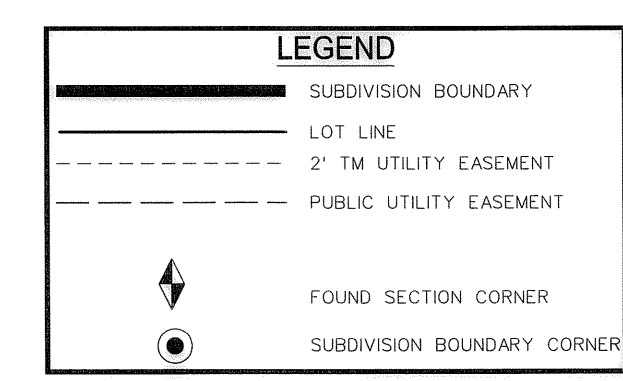 LEGEND
SUBDIVISION BOUNDARY
LOT LINE
2' TM UTILITY EASEMENT
PUBLIC UTILITY EASEMENT
FOUND SECTION CORNER
SUBDIVISION BOUNDARY CORNER